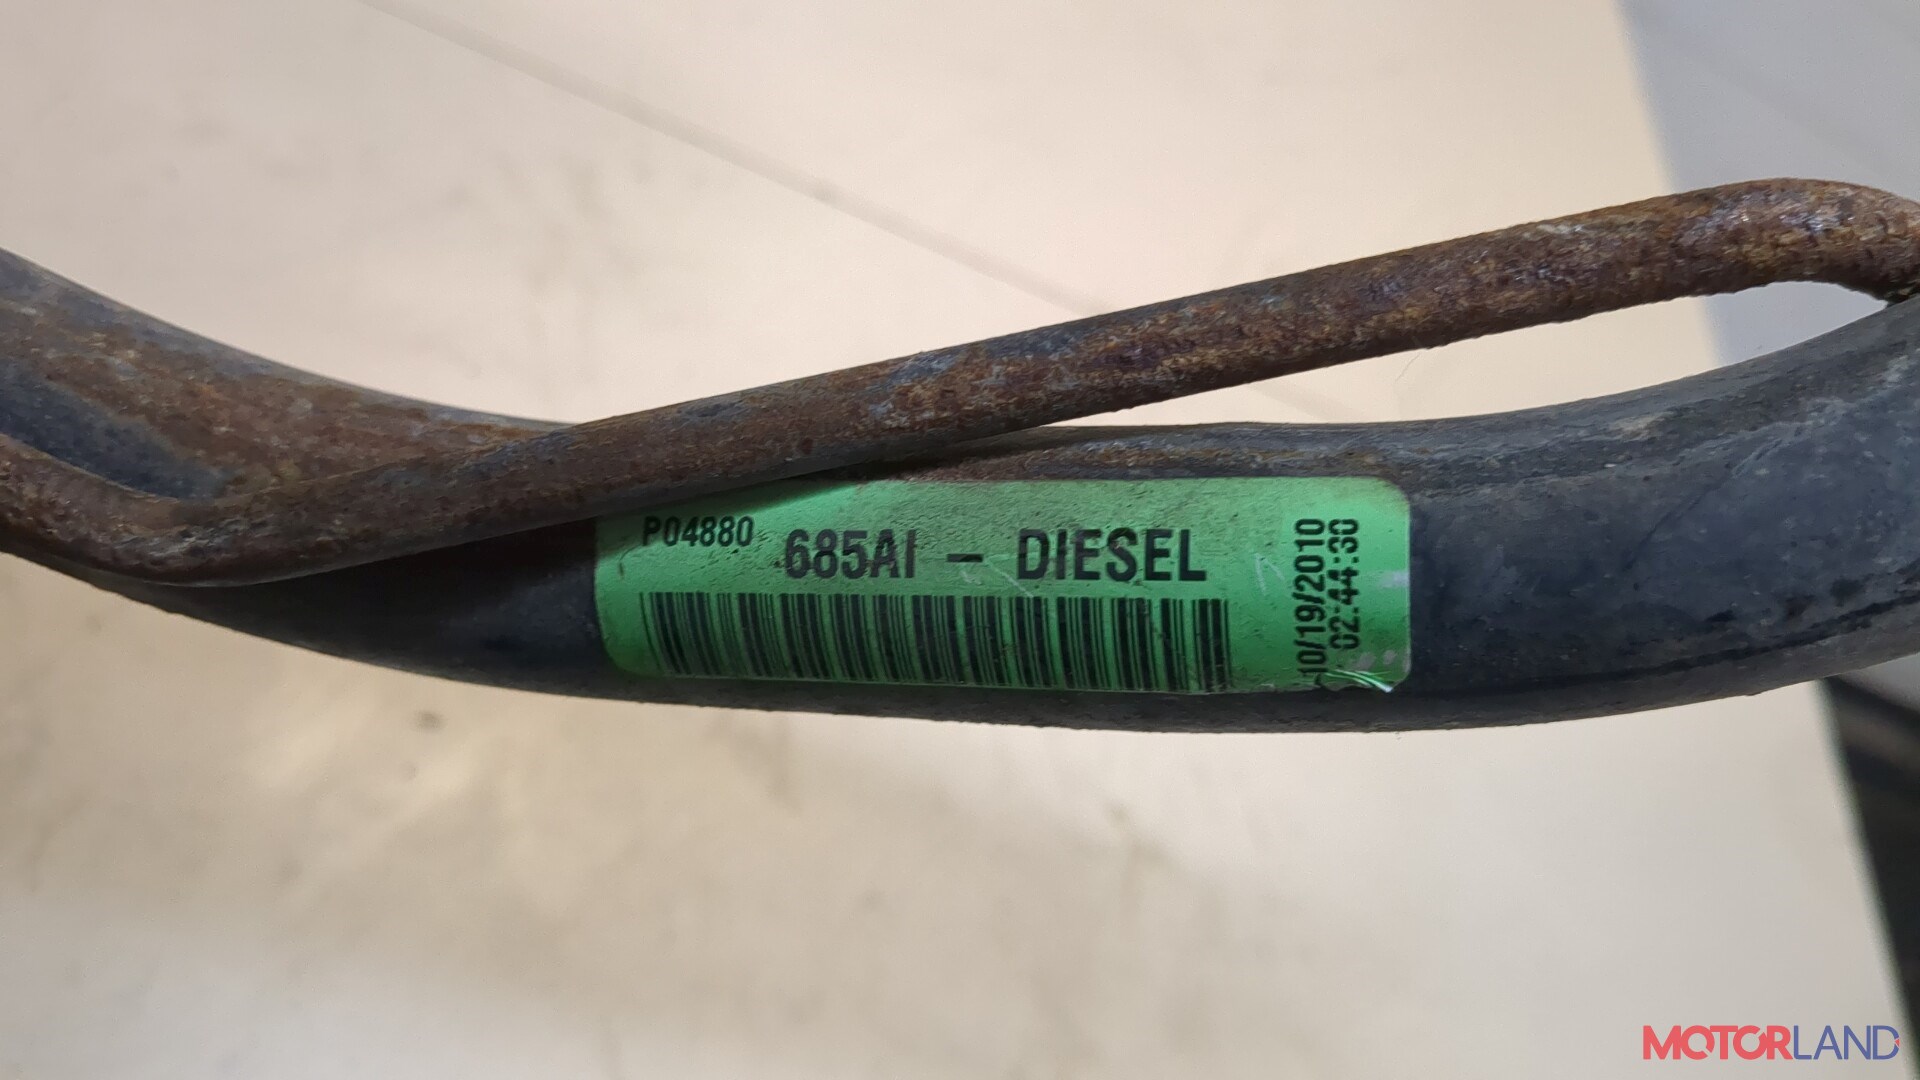 P04880 685AI - DIESEL
10/19/2010
02:44:30
MOTORLAND